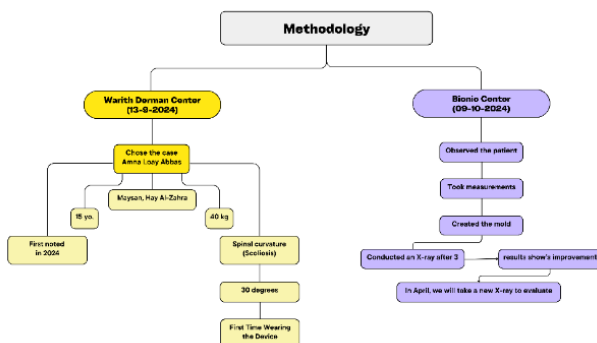 Methodology
Warith Derman Center
(13-9-2024)
Chose the case
Amna Loay Abbas
15 yo.
Maysan, Hay Al-Zahra
40 kg
First noted
in 2024
Spinal curvature
(Scoliosis)
30 degrees
First Time Wearing
the Device
Bionic Center
(09-10-2024)
Observed the patient
Took measurements
Created the mold
Conducted an X-ray after 3
results show's improvement
In April, we will take a new X-ray to evaluate